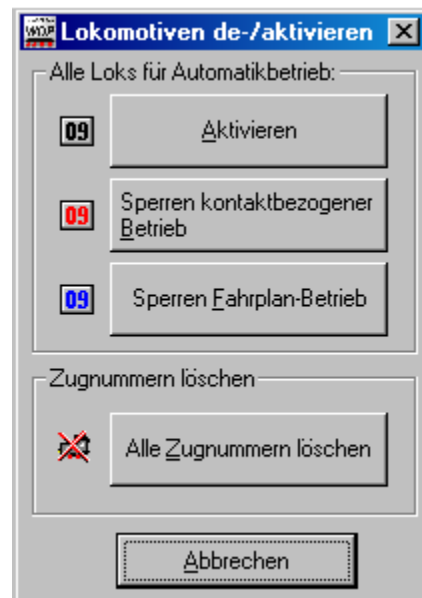 WDP Lokomotiven de-/aktivieren
Alle Loks für Automatikbetrieb:
09 Aktivieren
09 Sperren kontaktbezogener
Betrieb
09 Sperren Fahrplan-Betrieb
Zugnummern löschen
Alle Zugnummern löschen
Abbrechen